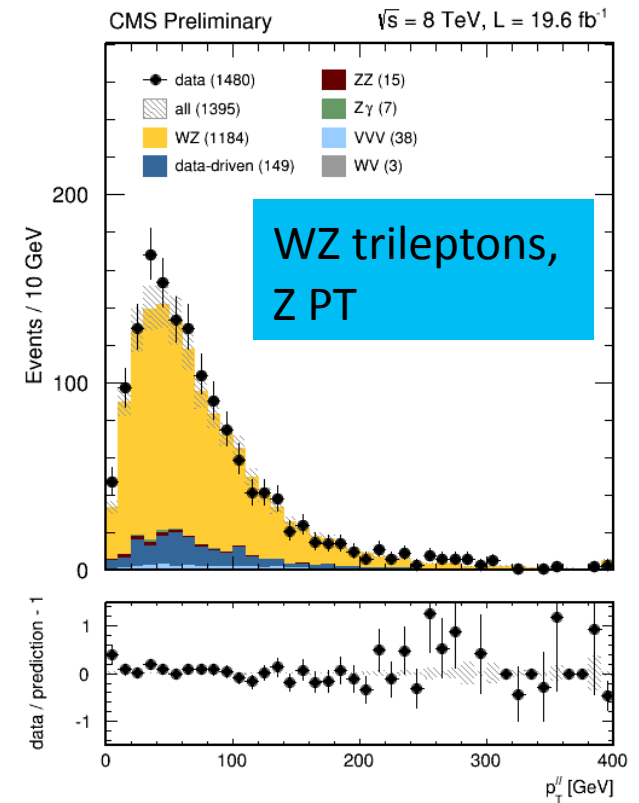 CMS Preliminary
√s = 8 TeV, L = 19.6 fb⁻¹
data (1480)
all (1395)
WZ (1184)
data-driven (149)
ZZ (15)
Zγ (7)
VVV (38)
WV (3)
WZ trileptons,
Z PT
Events / 10 GeV
200
100
0
data / prediction - 1
1
0
-1
0 100 200 300 400
p_T^ll [GeV]